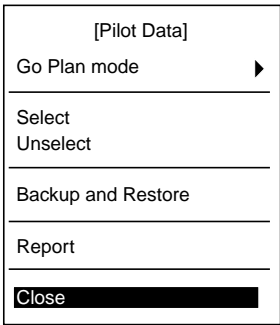 [Pilot Data]
Go Plan mode
Select
Unselect
Backup and Restore
Report
Close